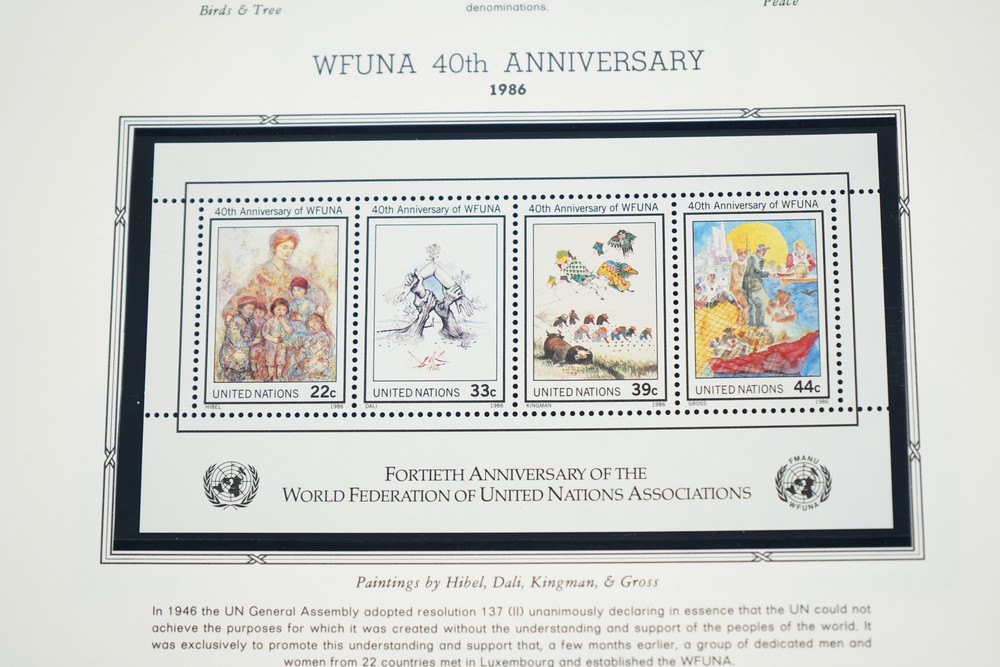 Birds & Tree
denominations.
Peace
WFUNA 40th ANNIVERSARY
1986
40th Anniversary of WFUNA
UNITED NATIONS 22c
HIBEL 1986
40th Anniversary of WFUNA
UNITED NATIONS 33c
DALI 1986
40th Anniversary of WFUNA
UNITED NATIONS 39c
KINGMAN 1986
40th Anniversary of WFUNA
UNITED NATIONS 44c
GROSS 1986
FORTIETH ANNIVERSARY OF THE
WORLD FEDERATION OF UNITED NATIONS ASSOCIATIONS
FMANU
WFUNA
Paintings by Hibel, Dali, Kingman, & Gross
In 1946 the UN General Assembly adopted resolution 137 (II) unanimously declaring in essence that the UN could not
achieve the purposes for which it was created without the understanding and support of the peoples of the world. It
was exclusively to promote this understanding and support that, a few months earlier, a group of dedicated men and
women from 22 countries met in Luxembourg and established the WFUNA.